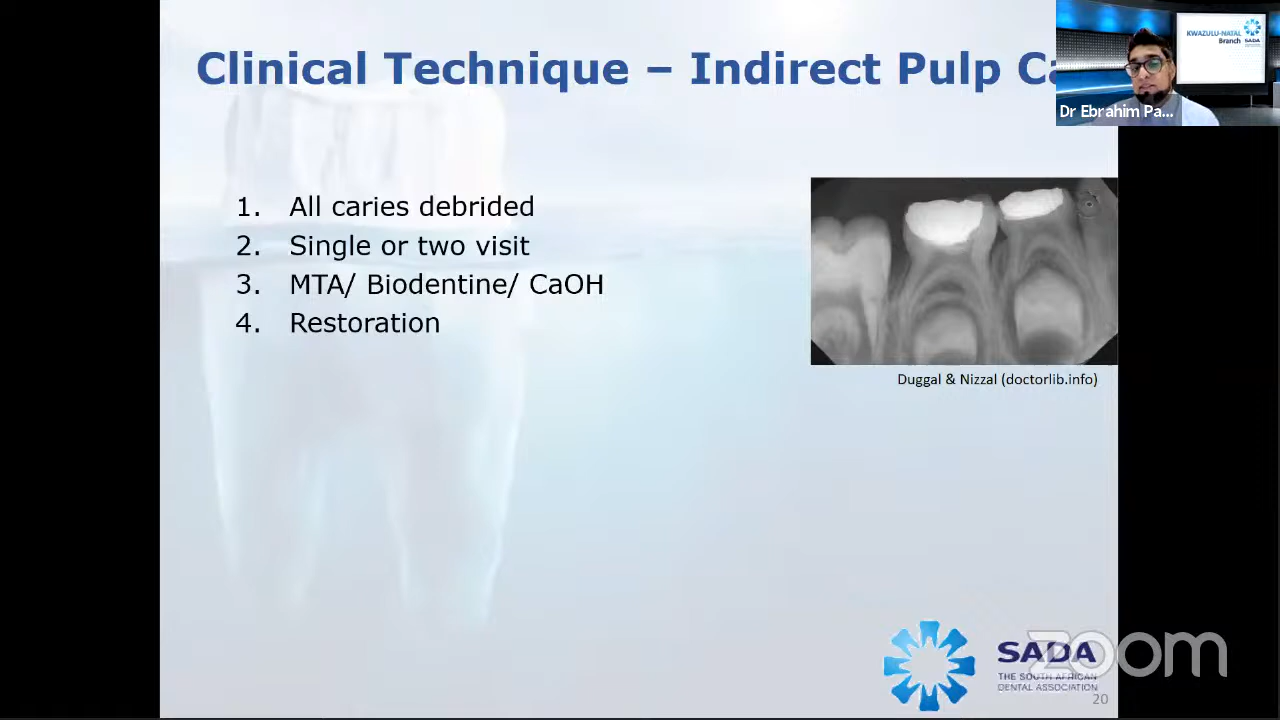 Clinical Technique – Indirect Pulp Ca
KWAZULU-NATAL
Branch SADA
Dr Ebrahim Pa...
1. All caries debrided
2. Single or two visit
3. MTA/ Biodentine/ CaOH
4. Restoration
Duggal & Nizzal (doctorlib.info)
SADA
THE SOUTH AFRICAN
DENTAL ASSOCIATION
zoom
20